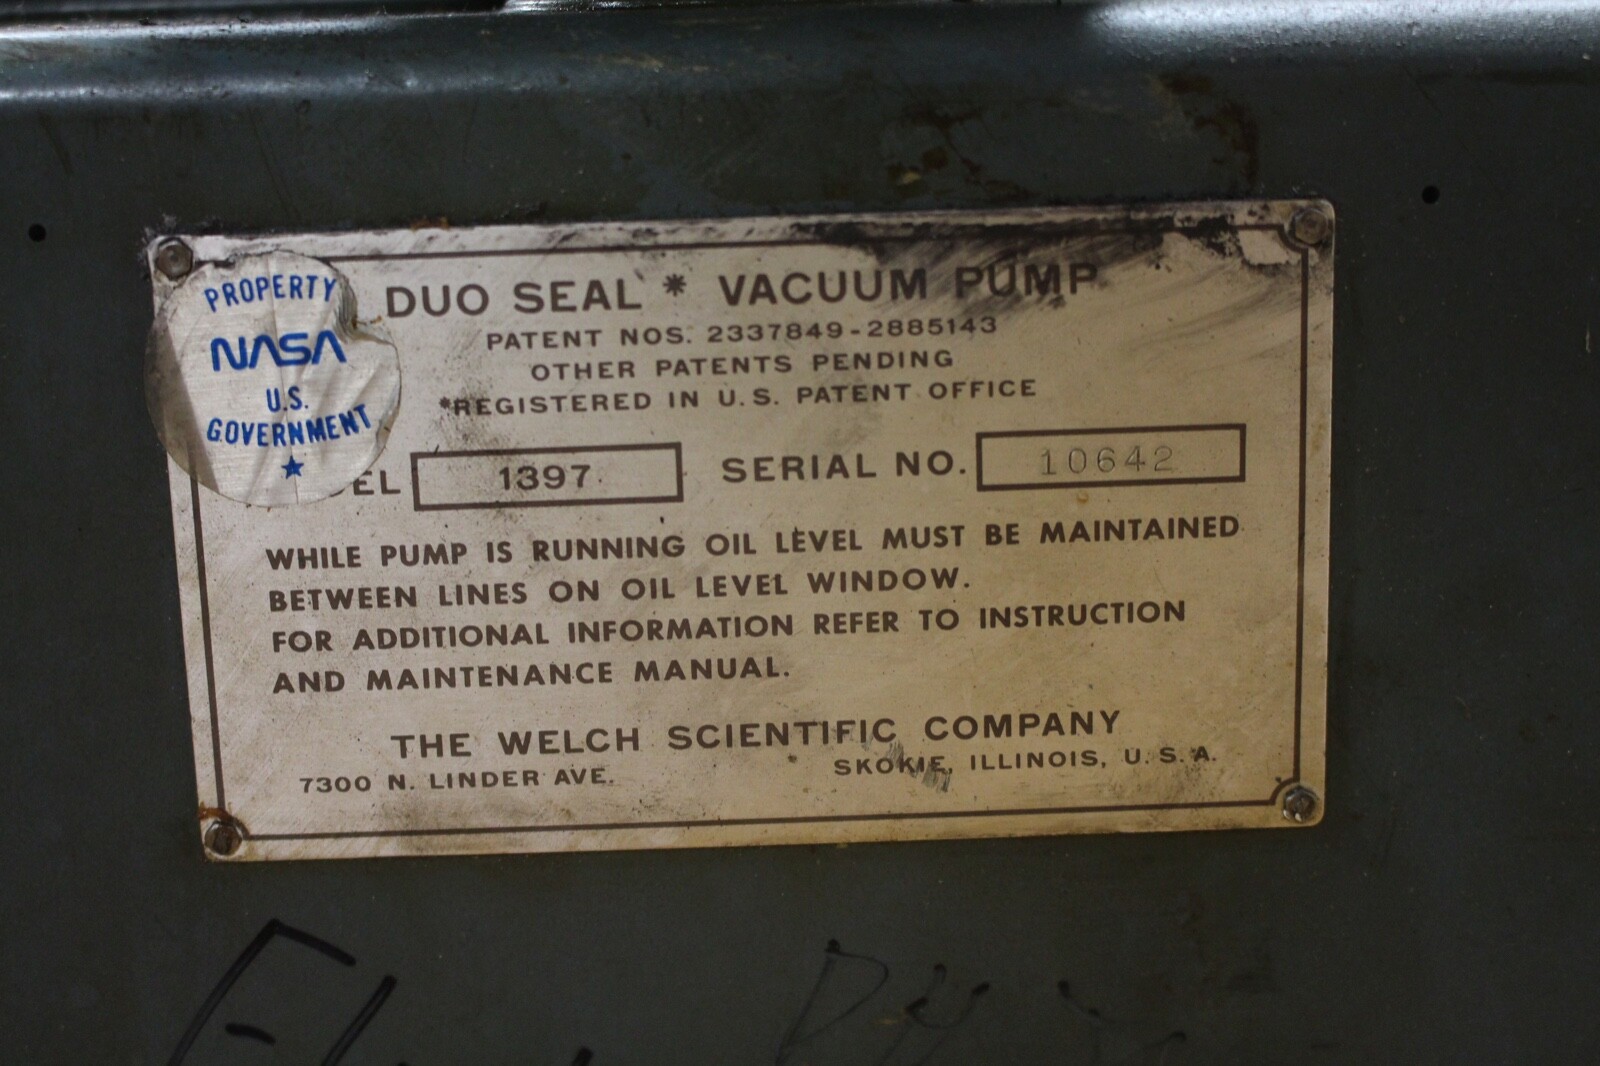 PROPERTY
NASA
U.S.
GOVERNMENT
DUO SEAL * VACUUM PUMP
PATENT NOS. 2337849-2885143
OTHER PATENTS PENDING
*REGISTERED IN U.S. PATENT OFFICE
EL 1397 SERIAL NO. 10642
WHILE PUMP IS RUNNING OIL LEVEL MUST BE MAINTAINED
BETWEEN LINES ON OIL LEVEL WINDOW.
FOR ADDITIONAL INFORMATION REFER TO INSTRUCTION
AND MAINTENANCE MANUAL.
THE WELCH SCIENTIFIC COMPANY
7300 N. LINDER AVE. SKOKIE, ILLINOIS, U.S.A.